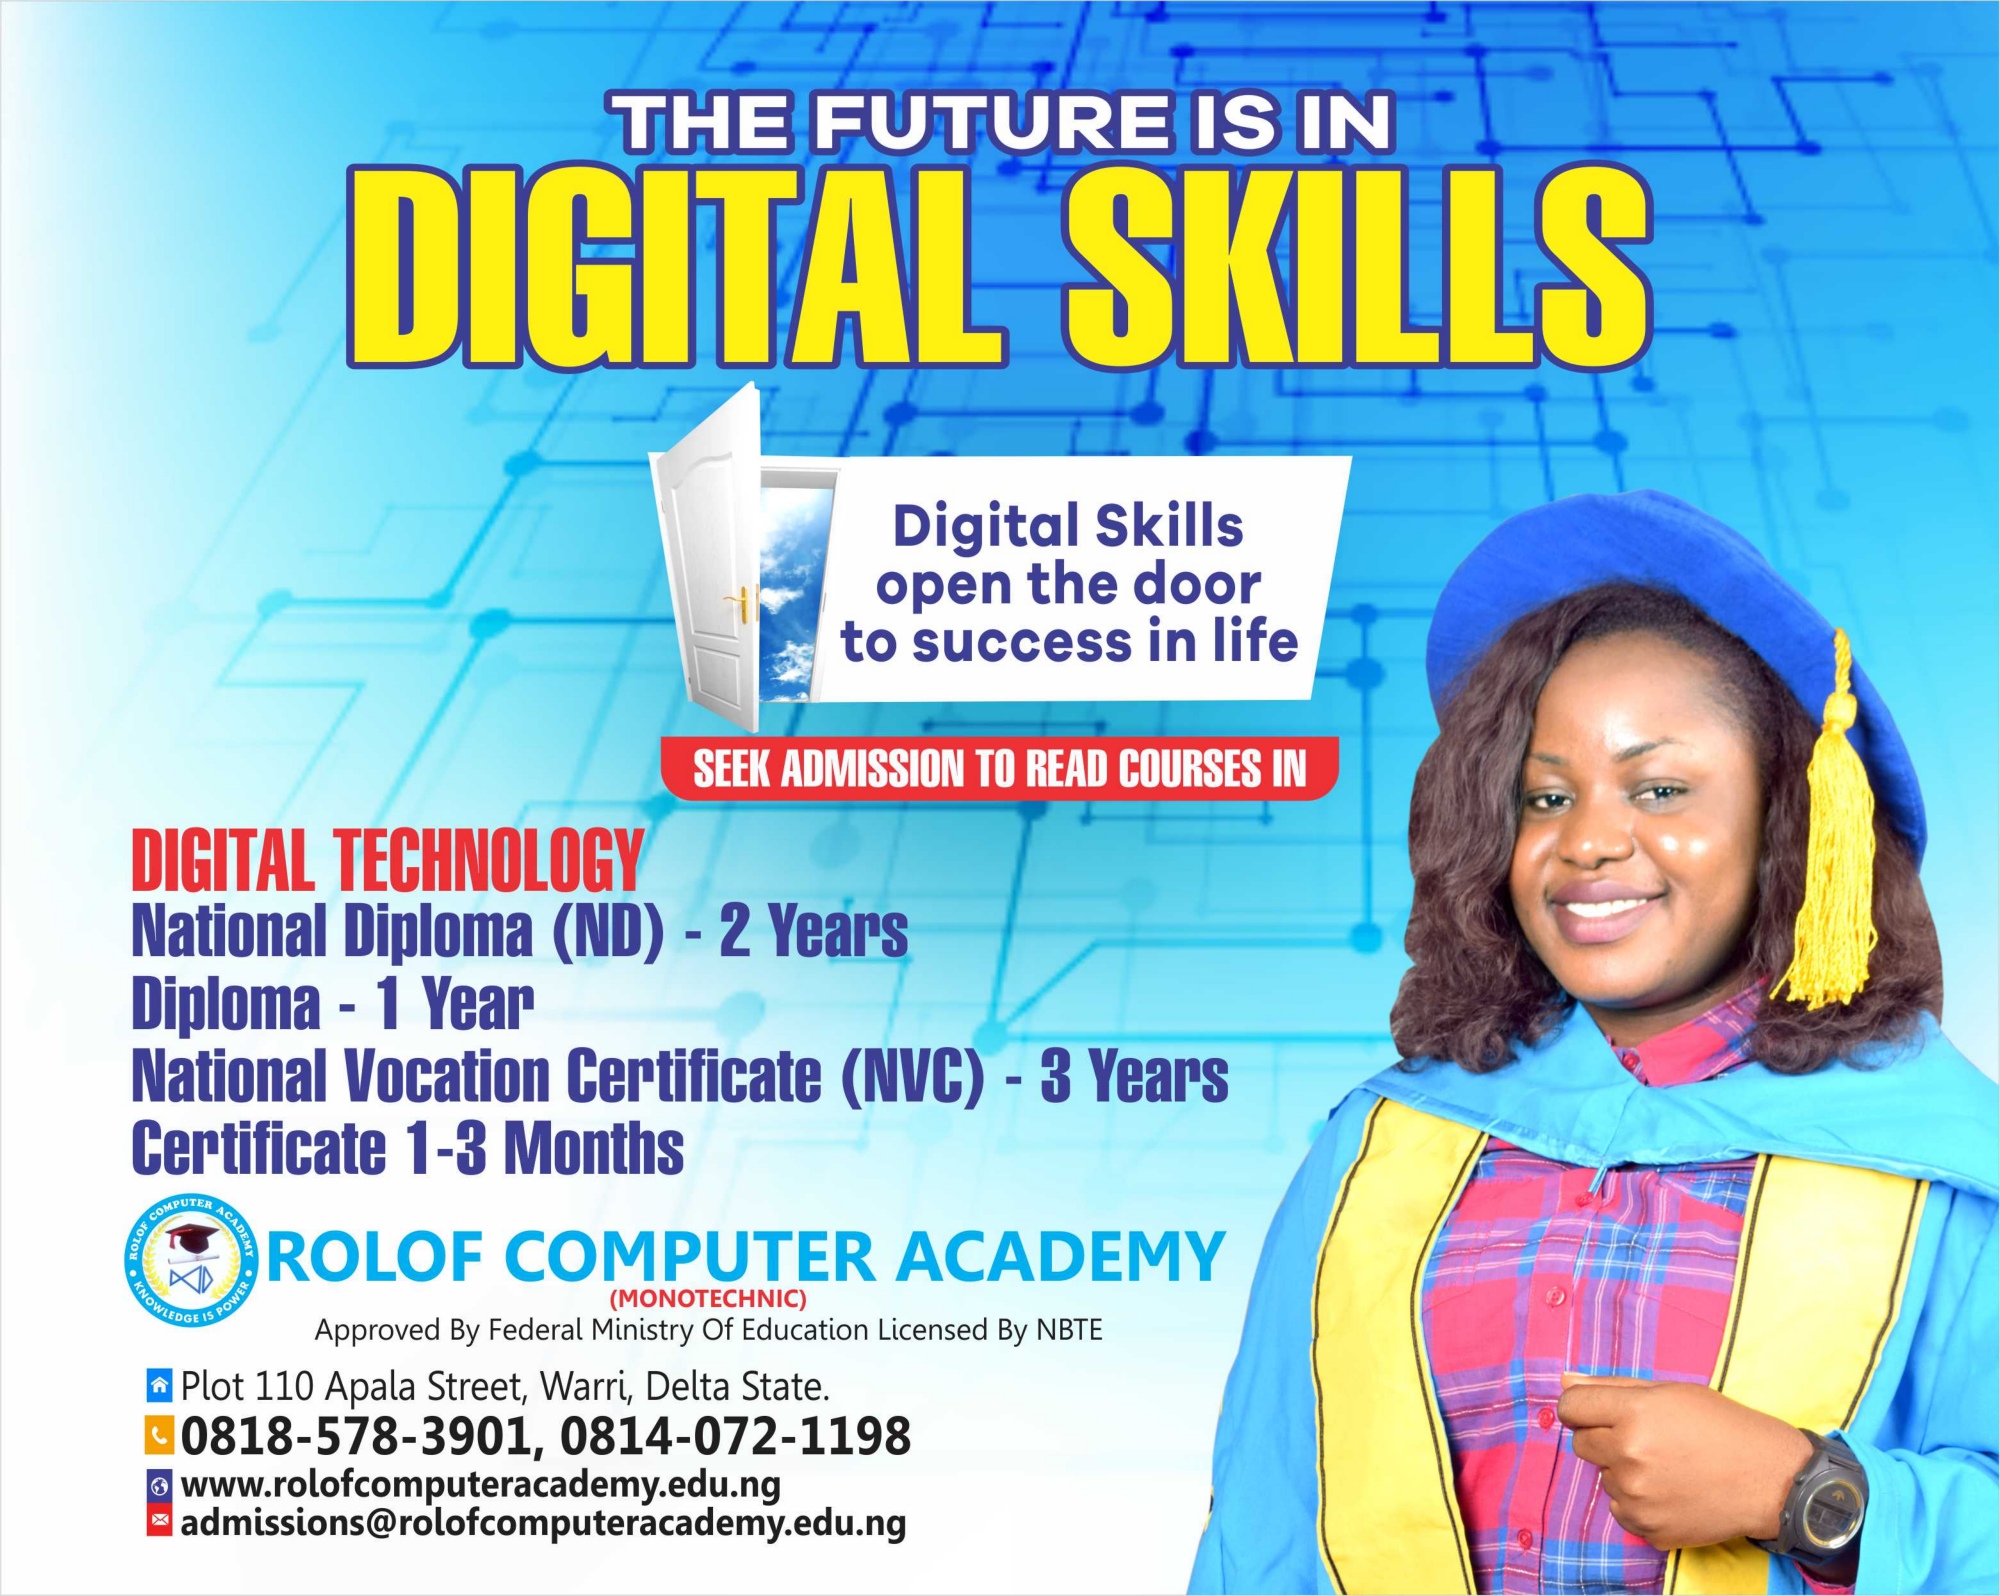 THE FUTURE IS IN
DIGITAL SKILLS
Digital Skills
open the door
to success in life
SEEK ADMISSION TO READ COURSES IN
DIGITAL TECHNOLOGY
National Diploma (ND) - 2 Years
Diploma - 1 Year
National Vocation Certificate (NVC) - 3 Years
Certificate 1-3 Months
ROLOF COMPUTER ACADEMY
KNOWLEDGE IS POWER
ROLOF COMPUTER ACADEMY
(MONOTECHNIC)
Approved By Federal Ministry Of Education Licensed By NBTE
Plot 110 Apala Street, Warri, Delta State.
0818-578-3901, 0814-072-1198
www.rolofcomputeracademy.edu.ng
admissions@rolofcomputeracademy.edu.ng